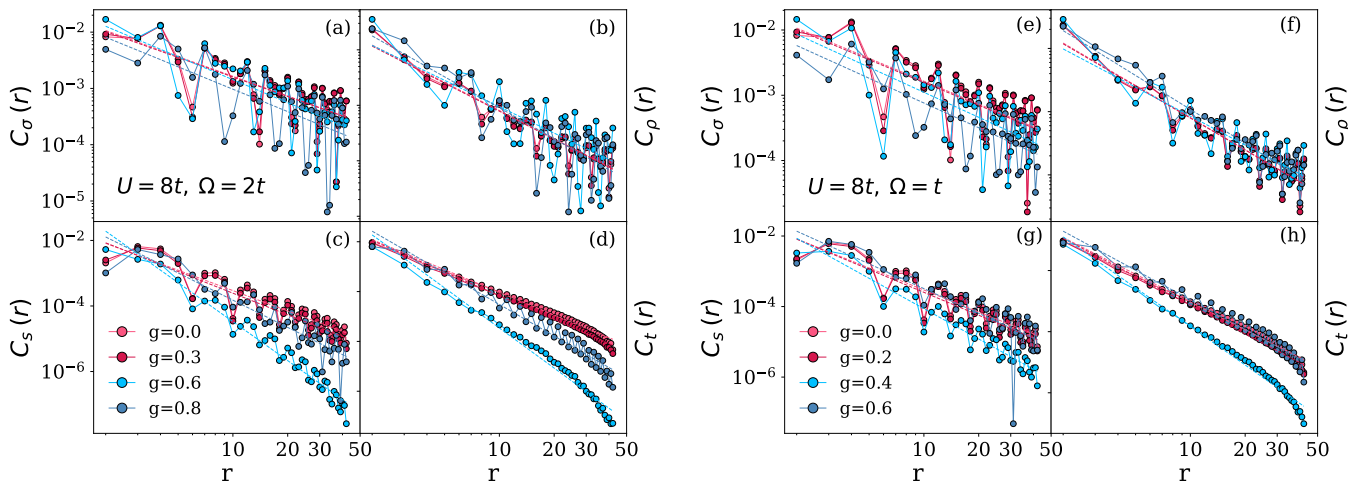 (a)
(b)
10⁻²
10⁻³
10⁻⁴
10⁻⁵
C_σ (r)
U = 8t, Ω = 2t
C_ρ (r)
(c)
(d)
10⁻²
10⁻⁴
10⁻⁶
C_s (r)
g=0.0
g=0.3
g=0.6
g=0.8
C_t (r)
10 20 30 50
10 20 30 50
r
r
(e)
(f)
10⁻²
10⁻³
10⁻⁴
C_σ (r)
U = 8t, Ω = t
C_ρ (r)
(g)
(h)
10⁻²
10⁻⁴
10⁻⁶
C_s (r)
g=0.0
g=0.2
g=0.4
g=0.6
C_t (r)
10 20 30 50
10 20 30 50
r
r